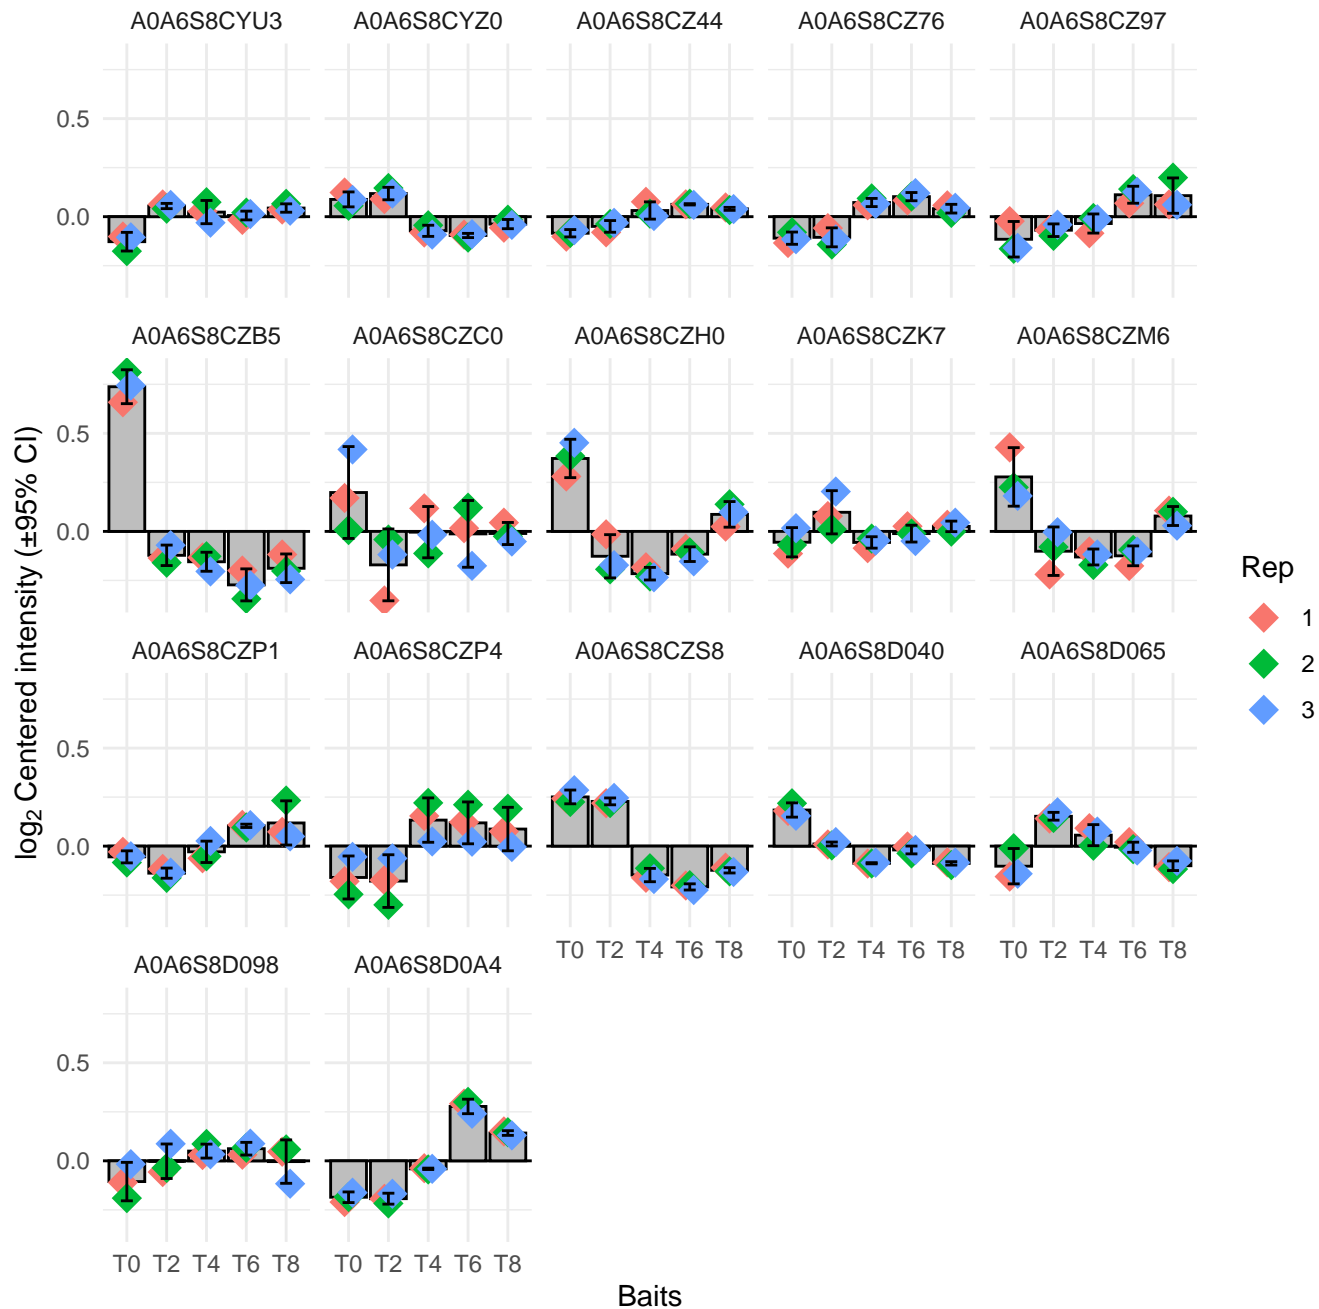 A0A6S8CYU3 A0A6S8CYZ0 A0A6S8CZ44 A0A6S8CZ76 A0A6S8CZ97
0.5
0.0
A0A6S8CZB5 A0A6S8CZC0 A0A6S8CZH0 A0A6S8CZK7 A0A6S8CZM6
0.5
0.0
log2 Centered intensity (±95% CI)
Rep
1
2
3
A0A6S8CZP1 A0A6S8CZP4 A0A6S8CZS8 A0A6S8D040 A0A6S8D065
0.5
0.0
T0 T2 T4 T6 T8 T0 T2 T4 T6 T8 T0 T2 T4 T6 T8
A0A6S8D098 A0A6S8D0A4
0.5
0.0
T0 T2 T4 T6 T8 T0 T2 T4 T6 T8
Baits